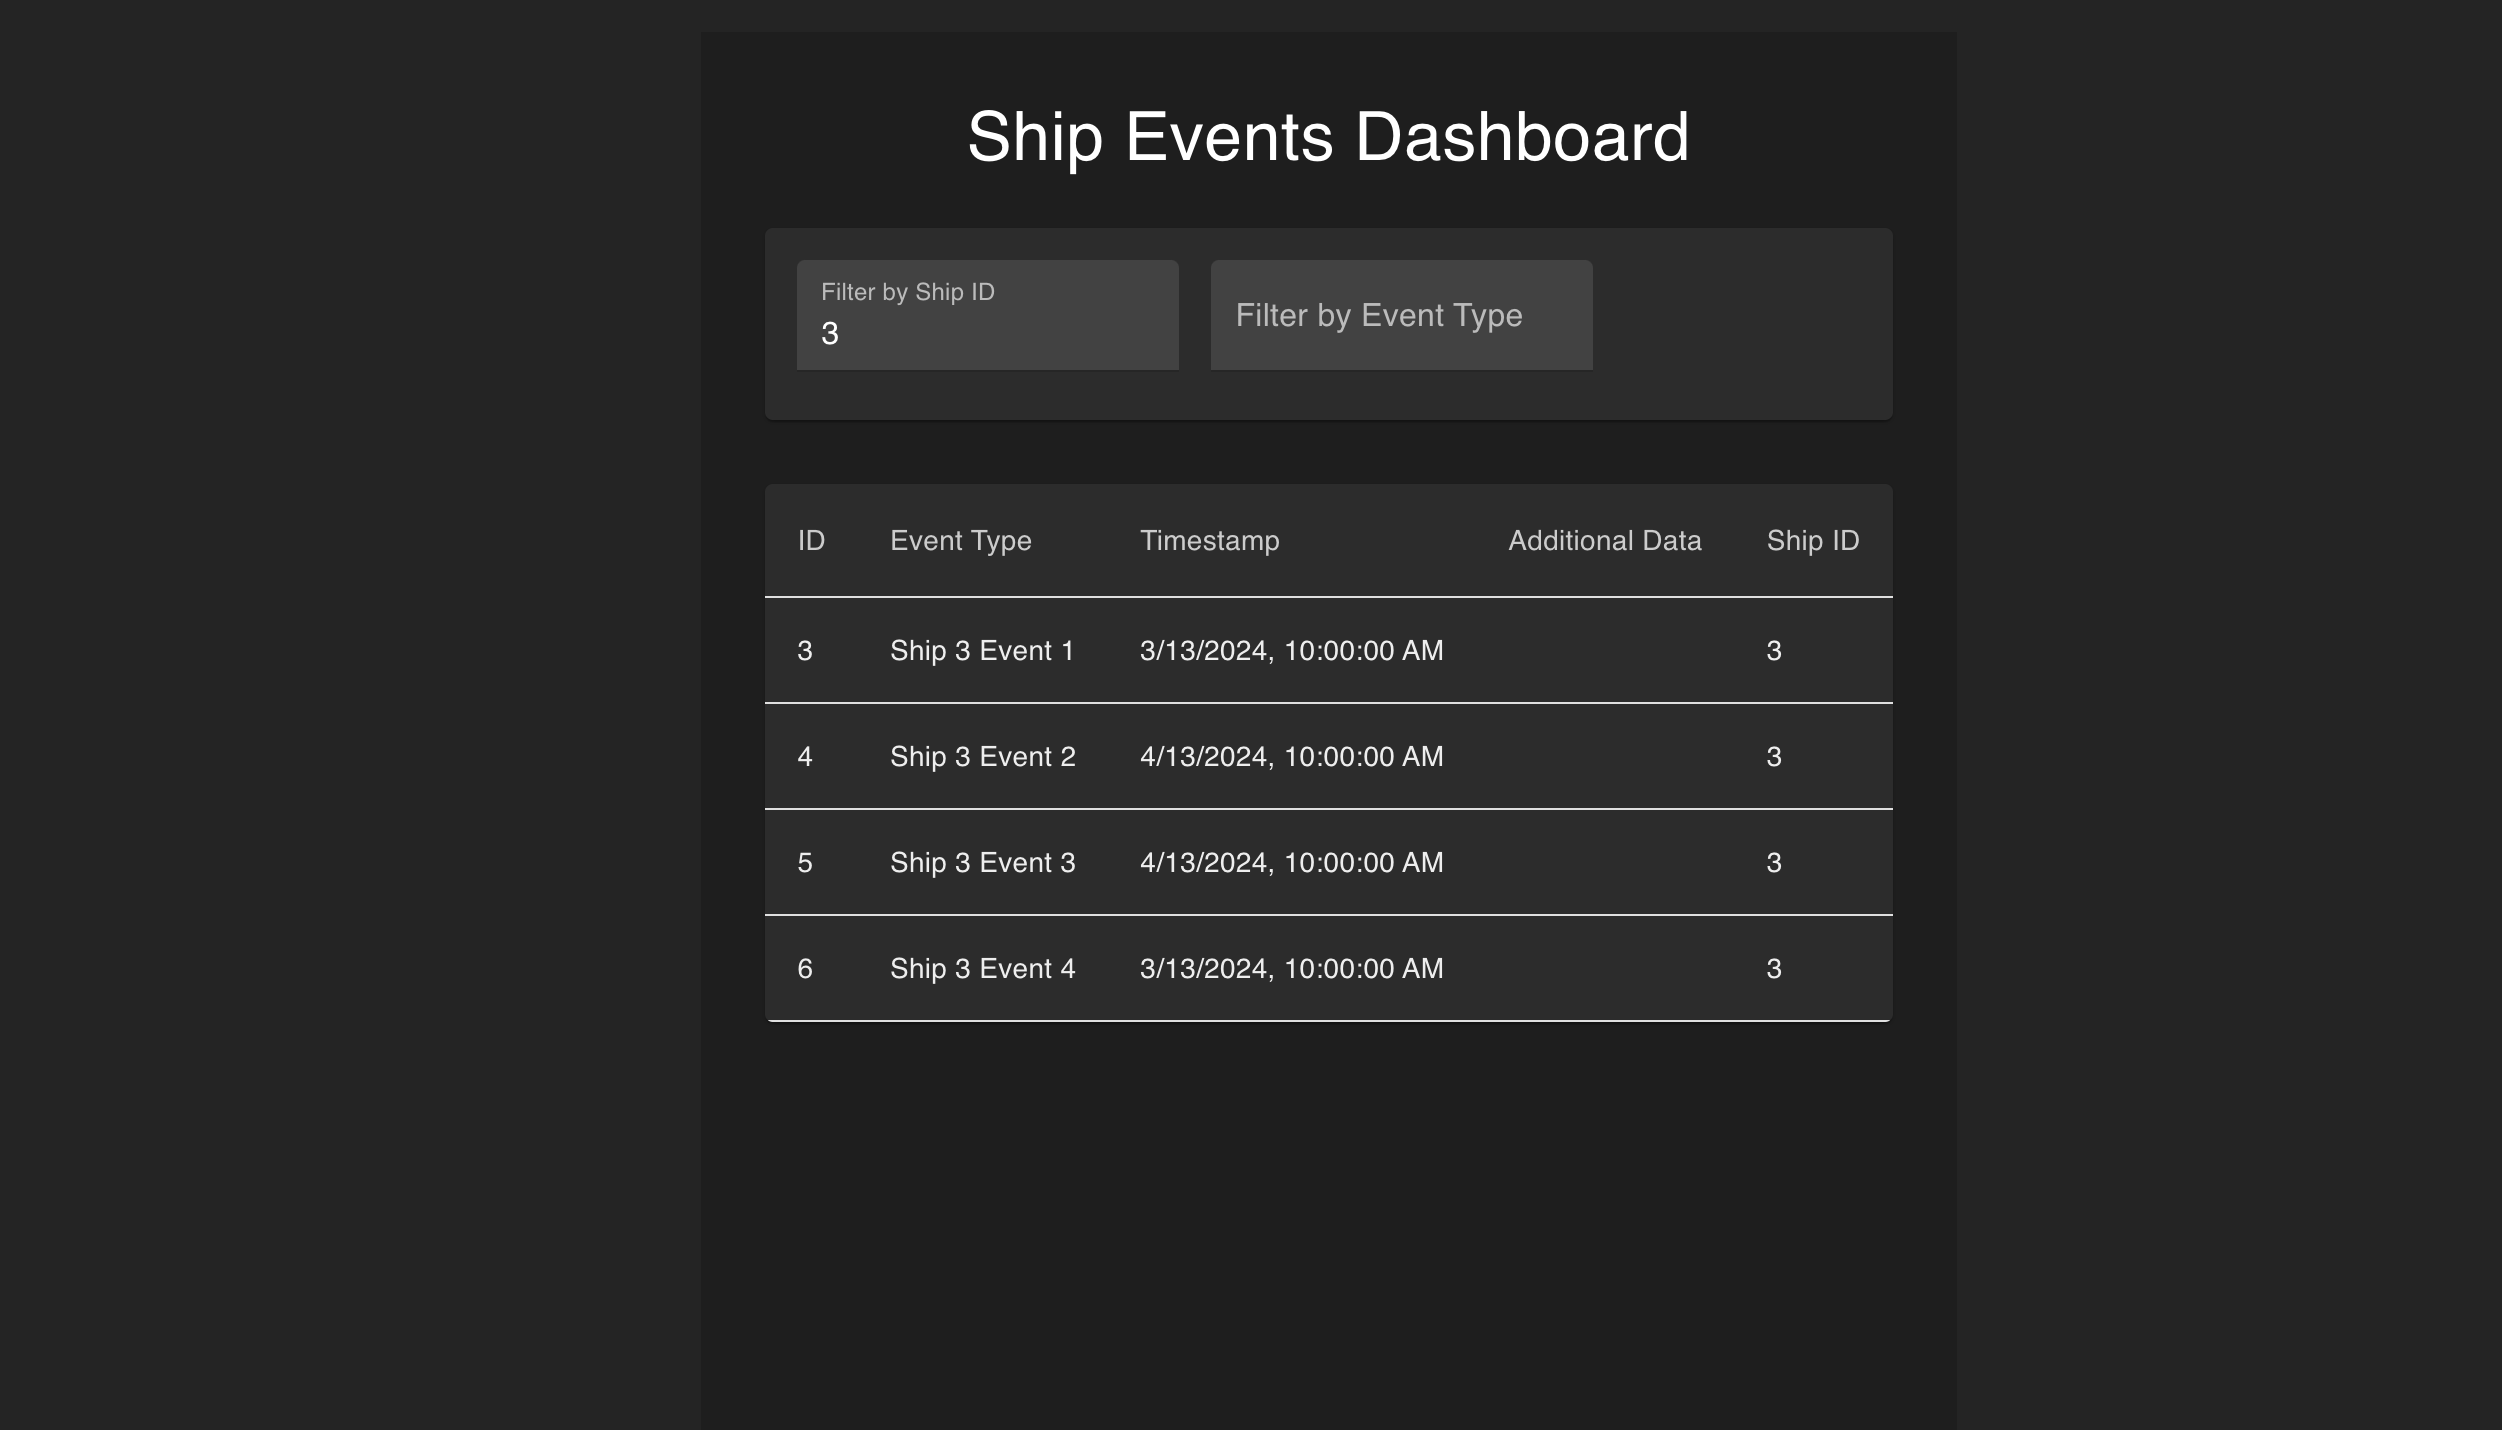 Ship Events Dashboard
Filter by Ship ID
3
Filter by Event Type
ID Event Type Timestamp Additional Data Ship ID
3 Ship 3 Event 1 3/13/2024, 10:00:00 AM 3
4 Ship 3 Event 2 4/13/2024, 10:00:00 AM 3
5 Ship 3 Event 3 4/13/2024, 10:00:00 AM 3
6 Ship 3 Event 4 3/13/2024, 10:00:00 AM 3